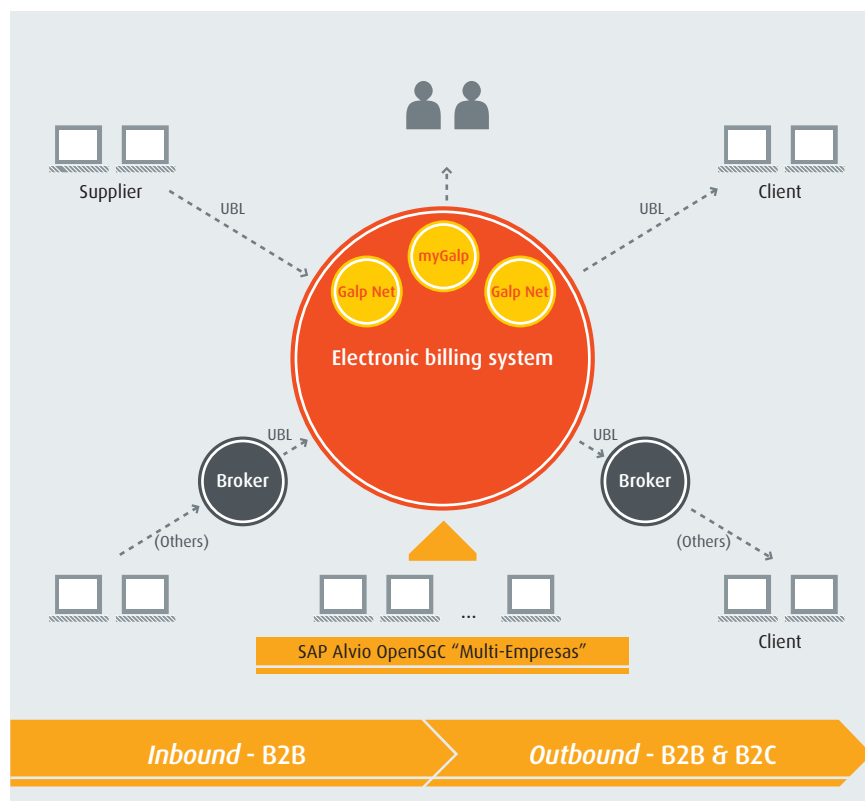 Supplier
UBL
UBL
Client
myGalp
Galp Net
Galp Net
Electronic billing system
UBL
UBL
Broker
Broker
(Others)
(Others)
...
SAP Alvio OpenSGC “Multi-Empresas”
Client
Inbound - B2B
Outbound - B2B & B2C